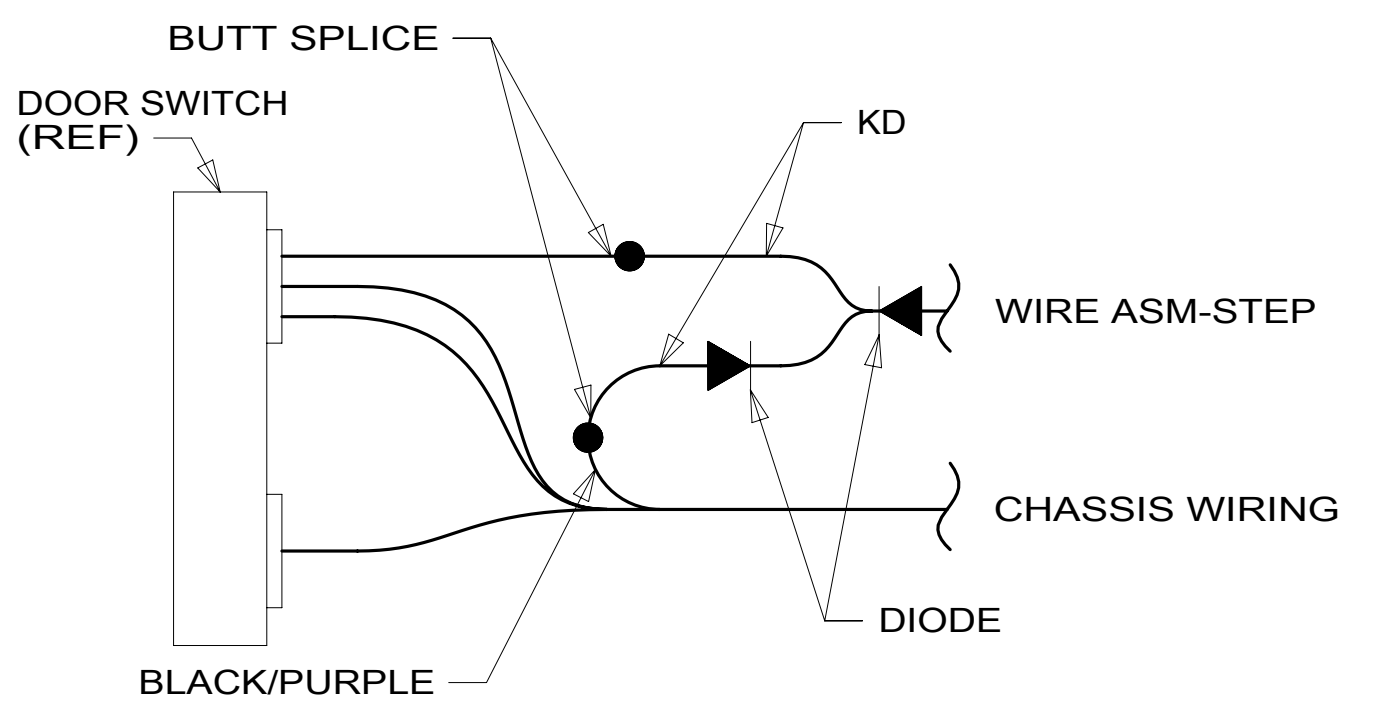 BUTT SPLICE
DOOR SWITCH
(REF)
KD
WIRE ASM-STEP
CHASSIS WIRING
DIODE
BLACK/PURPLE